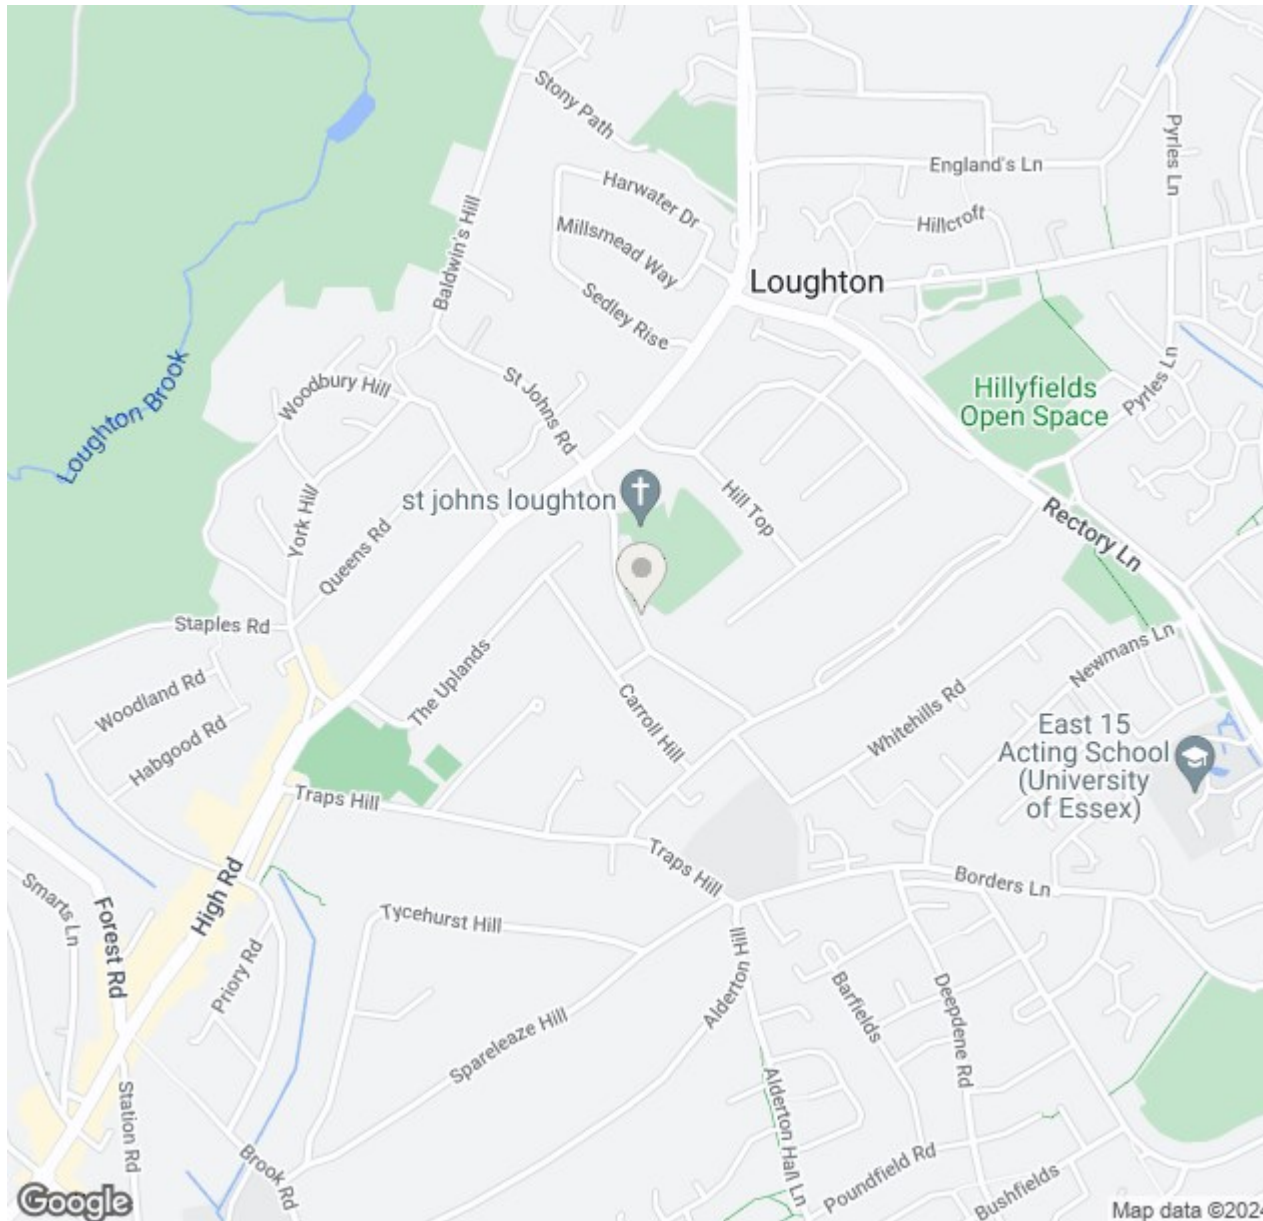 Stony Path
Pyrles Ln
England's Ln
Harwater Dr
Hillcroft
Baldwin's Hill
Millsmead Way
Loughton
Sedley Rise
Loughton Brook
Woodbury Hill
St Johns Rd
Hillyfields
Open Space
Pyrles Ln
st johns loughton
Hill Top
York Hill
Queens Rd
Rectory Ln
Staples Rd
Newmans Ln
Woodland Rd
The Uplands
Carroll Hill
Whitehills Rd
Habgood Rd
East 15
Acting School
(University
of Essex)
Traps Hill
Traps Hill
Borders Ln
Smarts Ln
High Rd
Forest Rd
Tycehurst Hill
Priory Rd
Alderton Hill
Barfields
Deepdene Rd
Spareleaze Hill
Station Rd
Brook Rd
Alderton Hall Ln
Poundfield Rd
Bushfields
Google
Map data ©2024